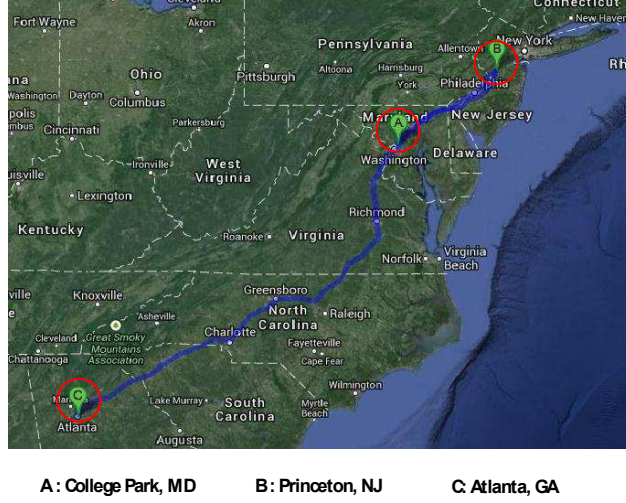 Connecticut
Fort Wayne
Akron
New Haven
Pennsylvania
Allentown
B
New York
Ohio
Pittsburgh
Altoona
Harrisburg
York
Philadelphia
Washington
Dayton
Columbus
Parkersburg
A
New Jersey
Cincinnati
Washington
Delaware
Ironville
West
Virginia
Lexington
Richmond
Kentucky
Roanoke
Virginia
Norfolk
Virginia
Beach
Greensboro
Knoxville
Asheville
North
Carolina
Raleigh
Charlotte
Cleveland
Great Smoky
Mountains
Association
Fayetteville
Chattanooga
Cape Fear
C
Lake Murray
South
Carolina
Myrtle
Beach
Wilmington
Atlanta
Augusta
A: College Park, MD
B: Princeton, NJ
C: Atlanta, GA